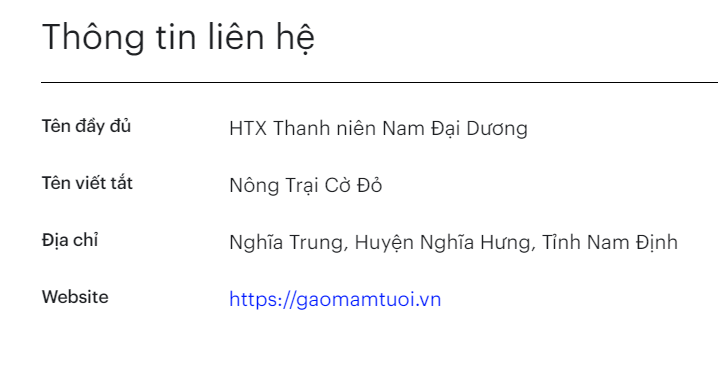 Thông tin liên hệ
Tên đầy đủ HTX Thanh niên Nam Đại Dương
Tên viết tắt Nông Trại Cờ Đỏ
Địa chỉ Nghĩa Trung, Huyện Nghĩa Hưng, Tỉnh Nam Định
Website https://gaomamtuoi.vn